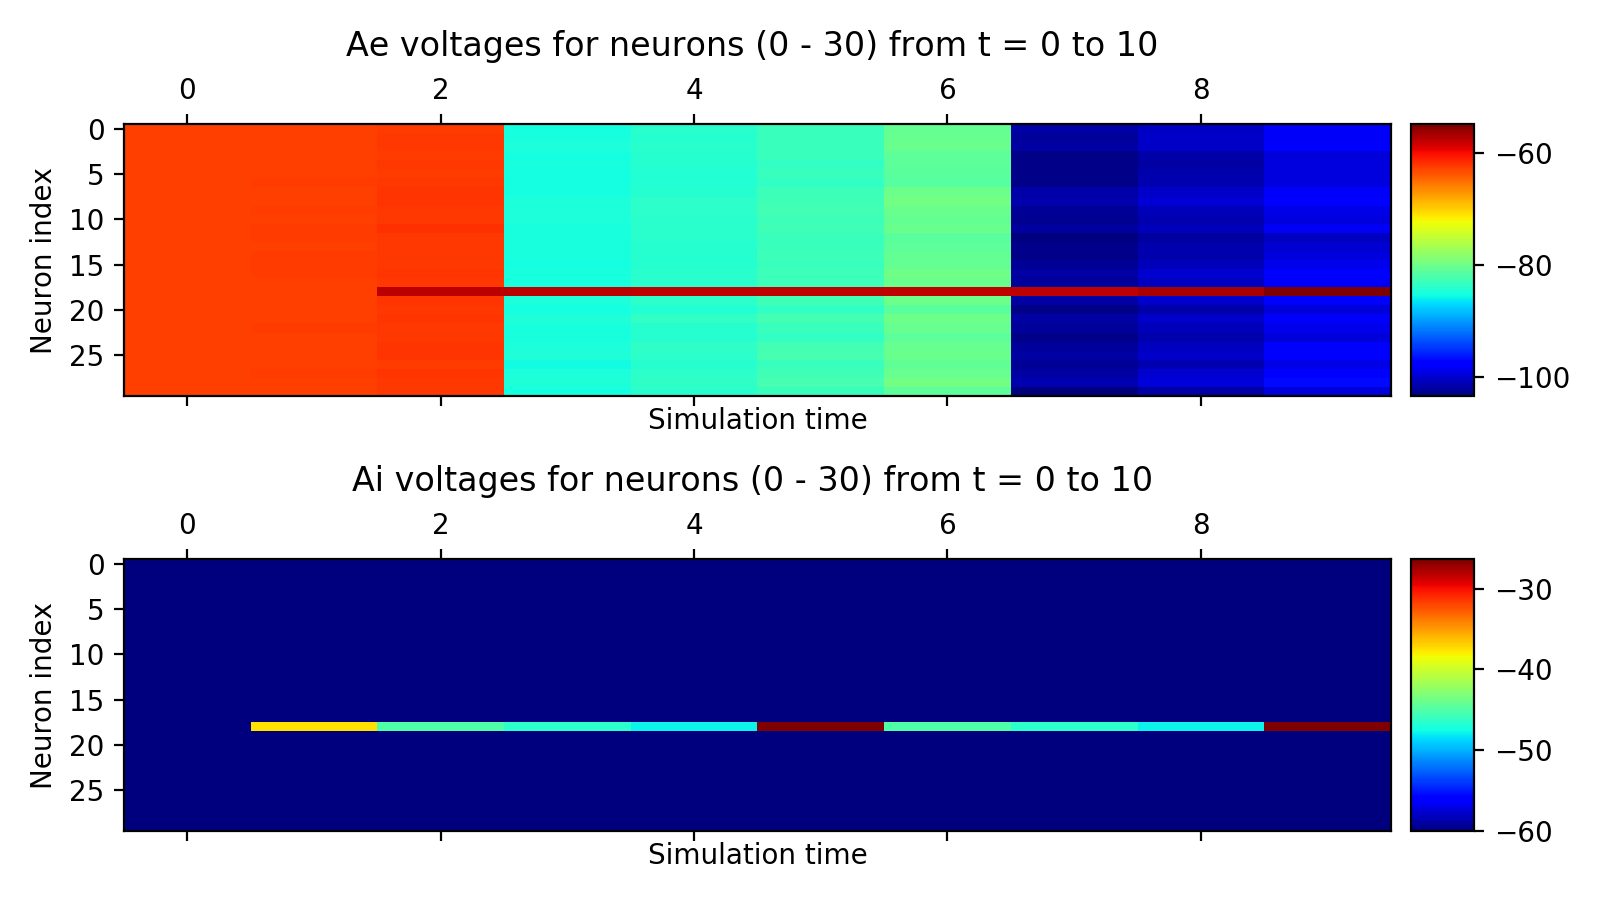 Ae voltages for neurons (0 - 30) from t = 0 to 10
0 2 4 6 8
Neuron index
0
5
10
15
20
25
−60
−80
−100
Simulation time
Ai voltages for neurons (0 - 30) from t = 0 to 10
0 2 4 6 8
Neuron index
0
5
10
15
20
25
−30
−40
−50
−60
Simulation time